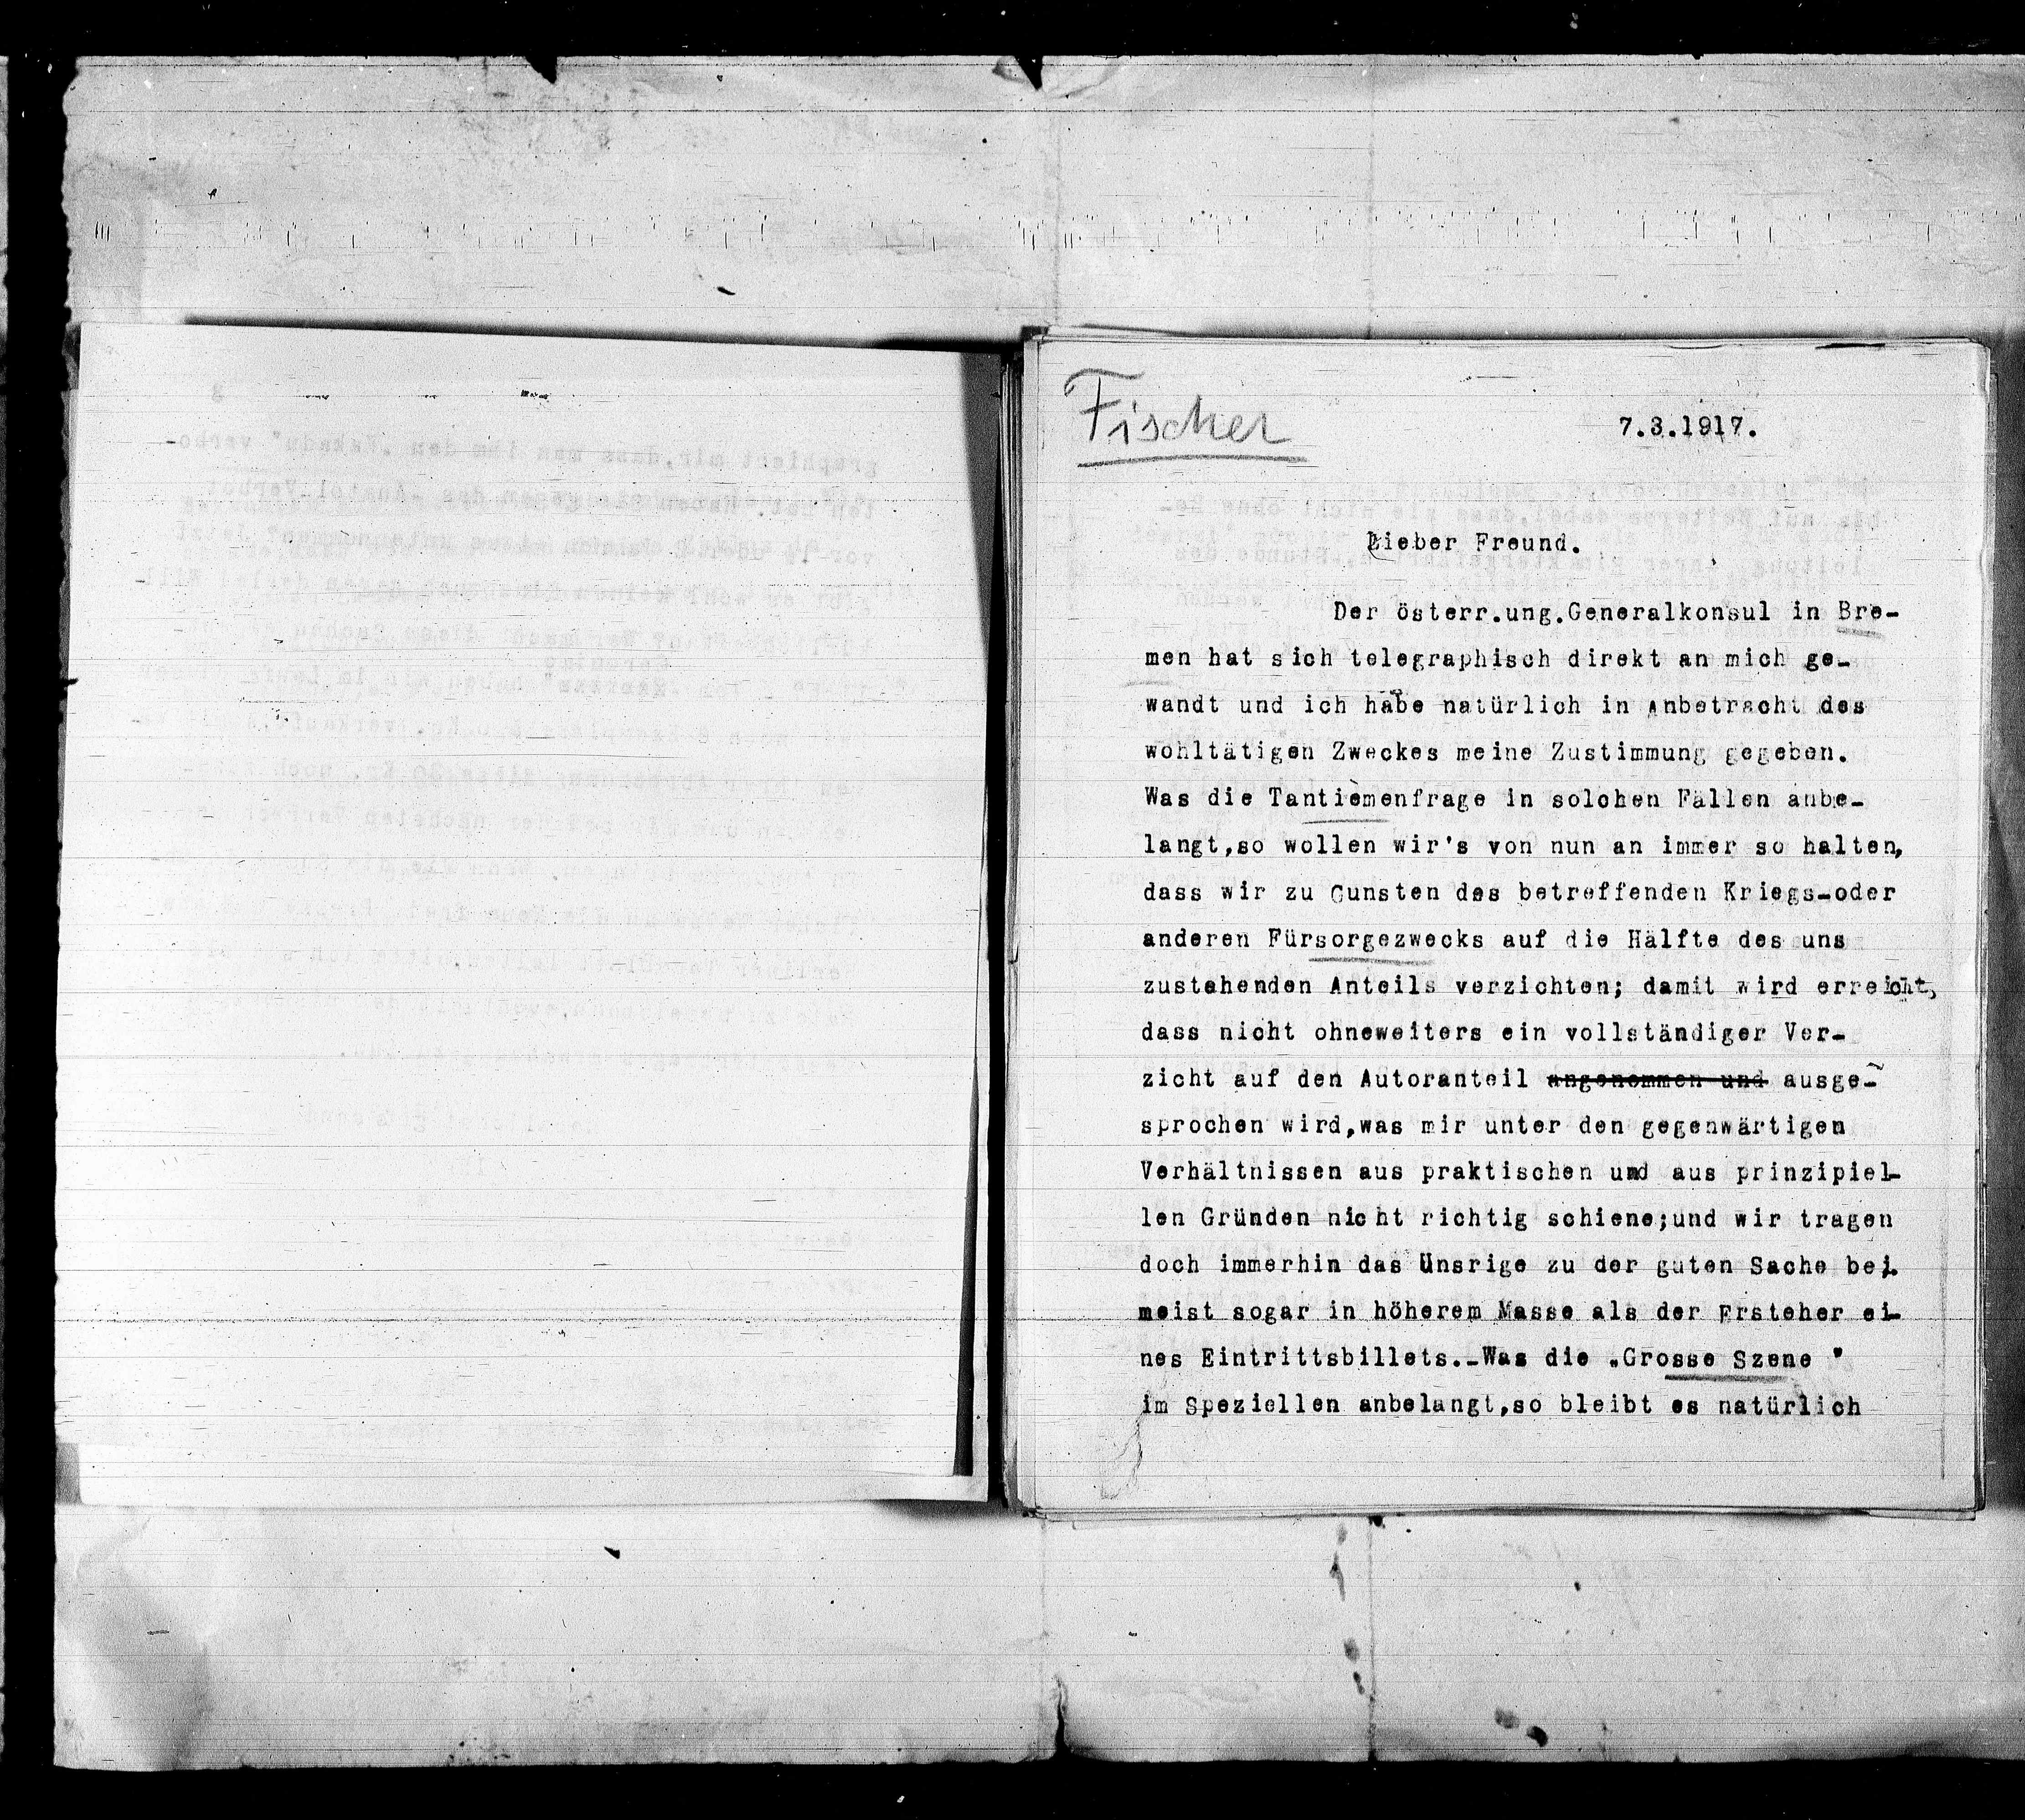 Fischer
7.3.1917.
Lieber Freund.
Der österr.ung.Generalkonsul in Bre-
men hat sich telegraphisch direkt an mich ge-
wandt und ich habe natürlich in Anbetracht des
wohltätigen Zweckes meine Zustimmung gegeben.
Was die Tantièmenfrage in solchen Fällen anbe-
langt,so wollen wir's von nun an immer so halten,
dass wir zu Gunsten des betreffenden Kriegs-oder
anderen Fürsorgezwecks auf die Hälfte des uns
zustehenden Anteils verzichten; damit wird erreicht,
dass nicht ohneweiters ein vollständiger Ver-
zicht auf den Autoranteil angenommen und ausge-
sprochen wird,was mir unter den gegenwärtigen
Verhältnissen aus praktischen und aus prinzipiel-
len Gründen nicht richtig schiene;und wir tragen
doch immerhin das Unsrige zu der guten Sache bei.
meist sogar in höherem Masse als der Ersteher ei-
nes Eintrittsbillets.-Was die „Grosse Szene "
im Speziellen anbelangt,so bleibt es natürlich